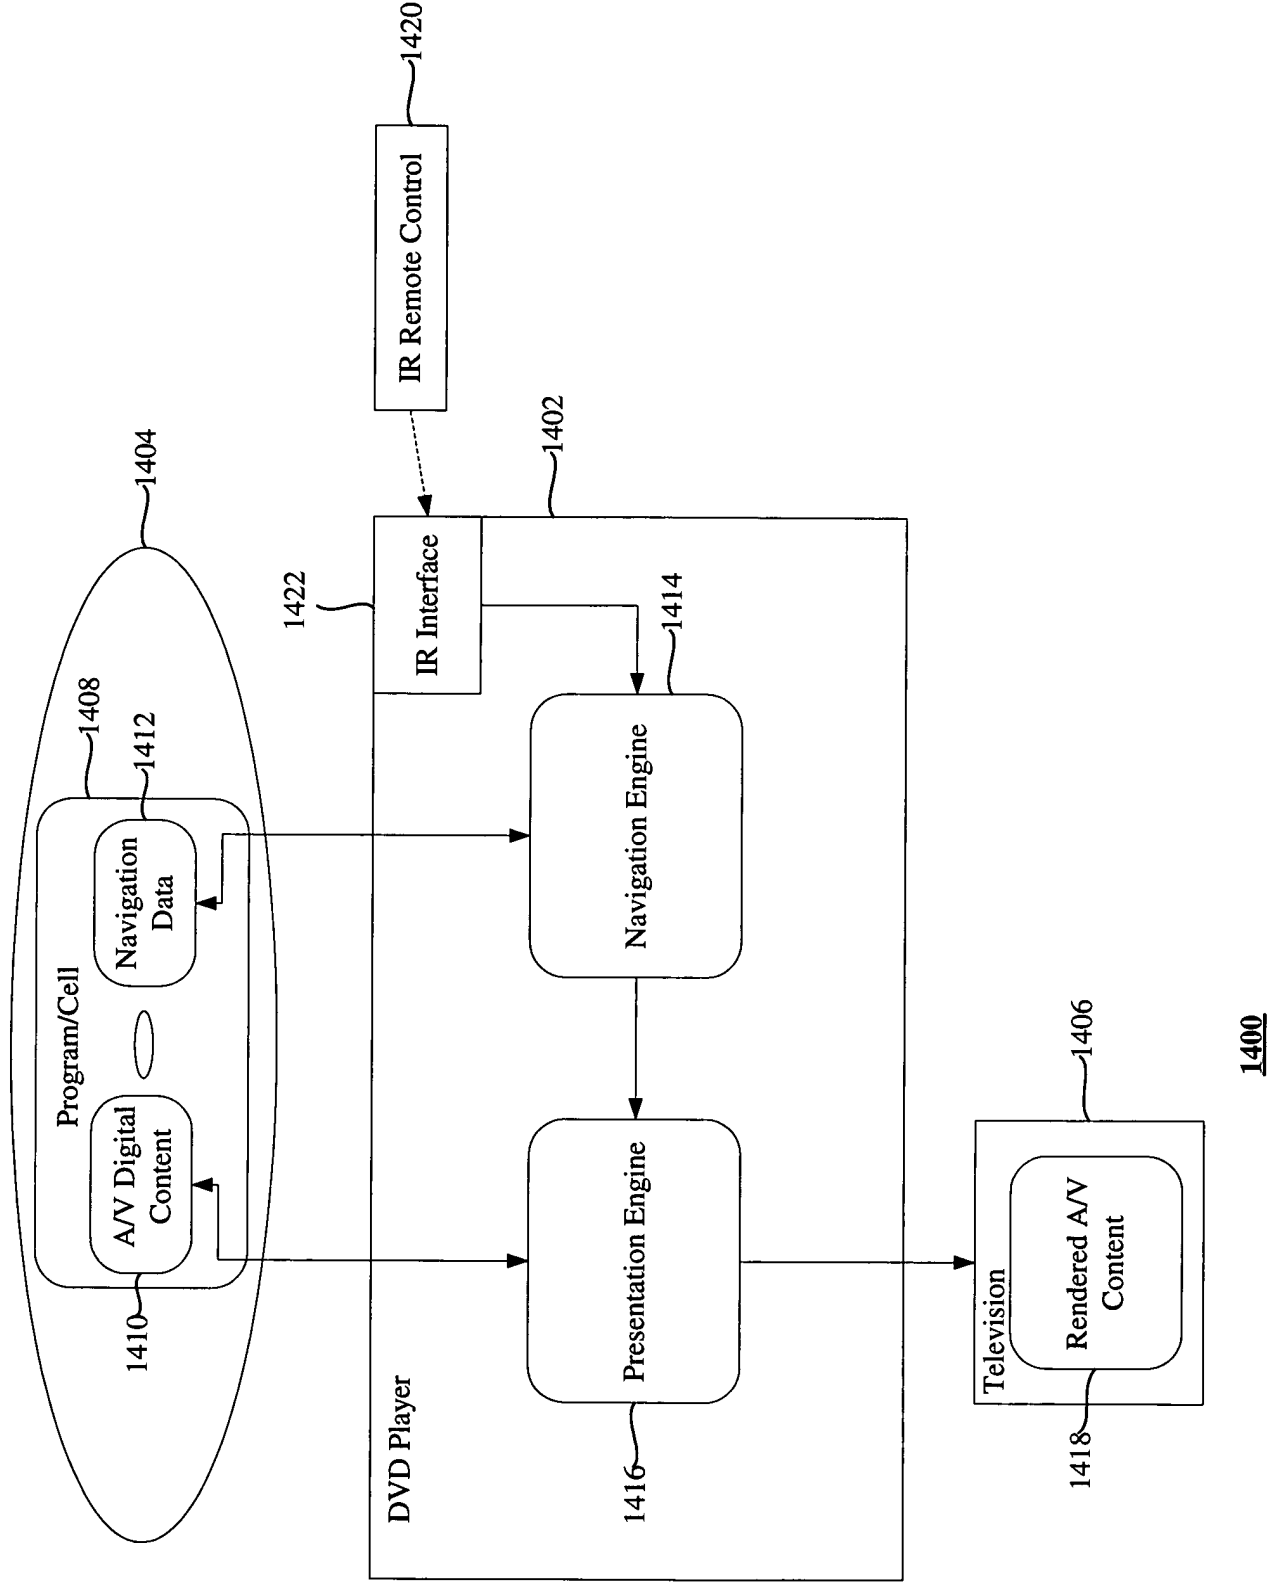 1404
1408
Program/Cell
1410
A/V Digital
Content
1412
Navigation
Data
1422
IR Interface
IR Remote Control
1420
1402
DVD Player
1416
Presentation Engine
Navigation Engine
1414
Television
1406
Rendered A/V
Content
1418
1400